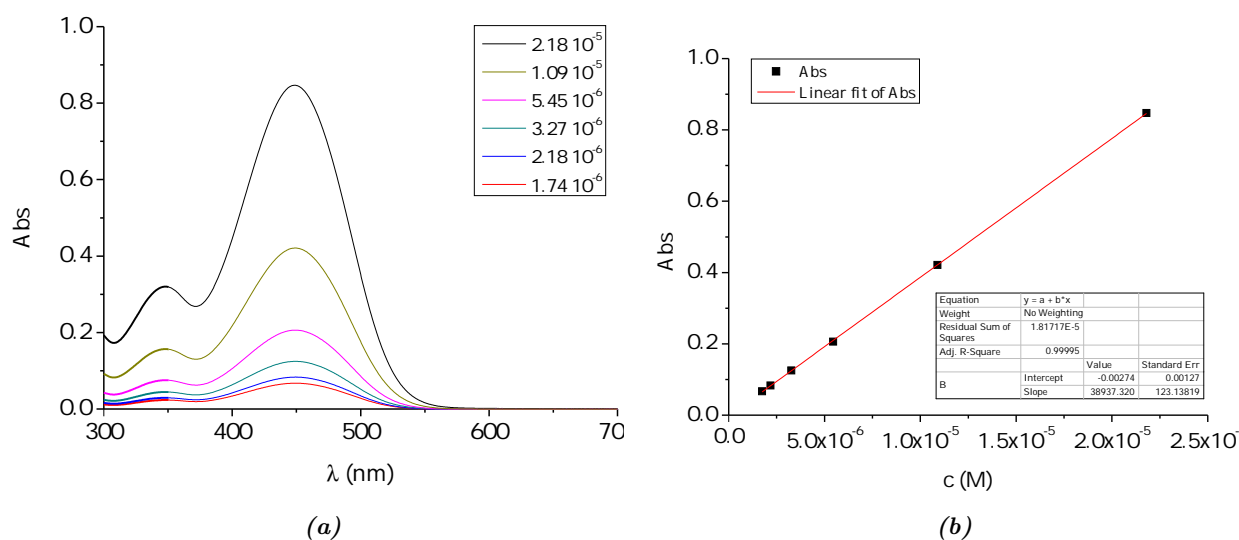 1.0
0.8
0.6
0.4
0.2
0.0
Abs
300 400 500 600 70
λ (nm)
2.18 10⁻⁵
1.09 10⁻⁵
5.45 10⁻⁶
3.27 10⁻⁶
2.18 10⁻⁶
1.74 10⁻⁶
(a)
1.0
0.8
0.6
0.4
0.2
0.0
Abs
0.0 5.0x10⁻⁶ 1.0x10⁻⁵ 1.5x10⁻⁵ 2.0x10⁻⁵ 2.5x10⁻
c (M)
Abs
Linear fit of Abs
Equation y = a + b*x
Weight No Weighting
Residual Sum of Squares 1.81717E-5
Adj. R-Square 0.99995
Value Standard Err
B Intercept -0.00274 0.00127
Slope 38937.320 123.13819
(b)